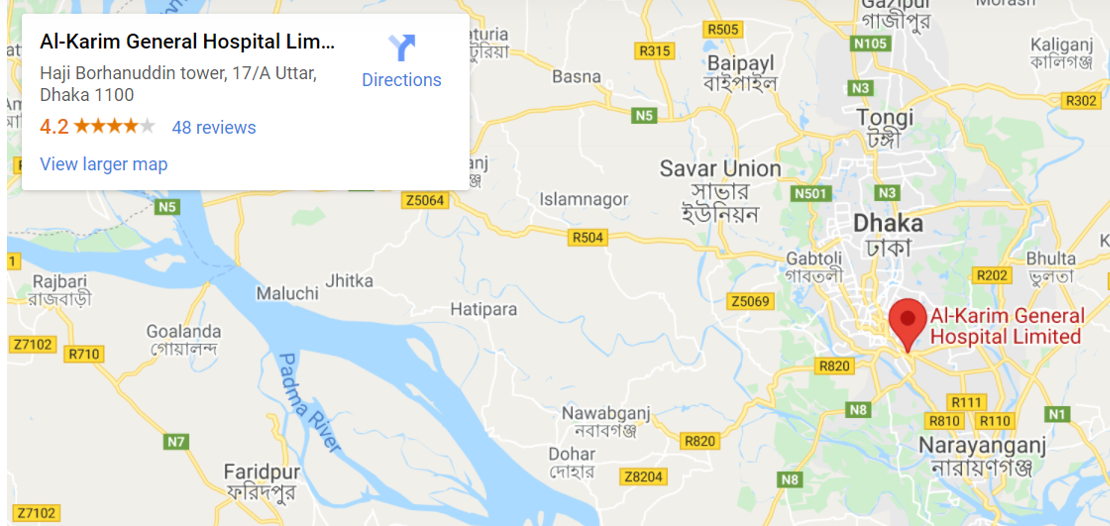 Al-Karim General Hospital Lim...
Haji Borhanuddin tower, 17/A Uttar,
Dhaka 1100
Directions
4.2
48 reviews
View larger map
গাজীপুর
N105
R505
R315
Kaliganj
কালিগঞ্জ
Baipayl
বাইপাইল
Basna
N3
R302
N5
Tongi
টঙ্গী
Savar Union
সাভার
ইউনিয়ন
N501
N3
N5
Z5064
Islamnagor
Dhaka
ঢাকা
R504
Gabtoli
গাবতলী
Bhulta
ভুলতা
R202
Rajbari
রাজবাড়ী
Jhitka
Maluchi
Hatipara
Z5069
Al-Karim General
Hospital Limited
Goalanda
গোয়ালন্দ
Z7102
R710
R820
Padma River
R111
N8
R810
R110
N1
Nawabganj
নবাবগঞ্জ
R820
N7
Narayanganj
নারায়ণগঞ্জ
Dohar
দোহার
Z8204
N8
Faridpur
ফরিদপুর
Z7102